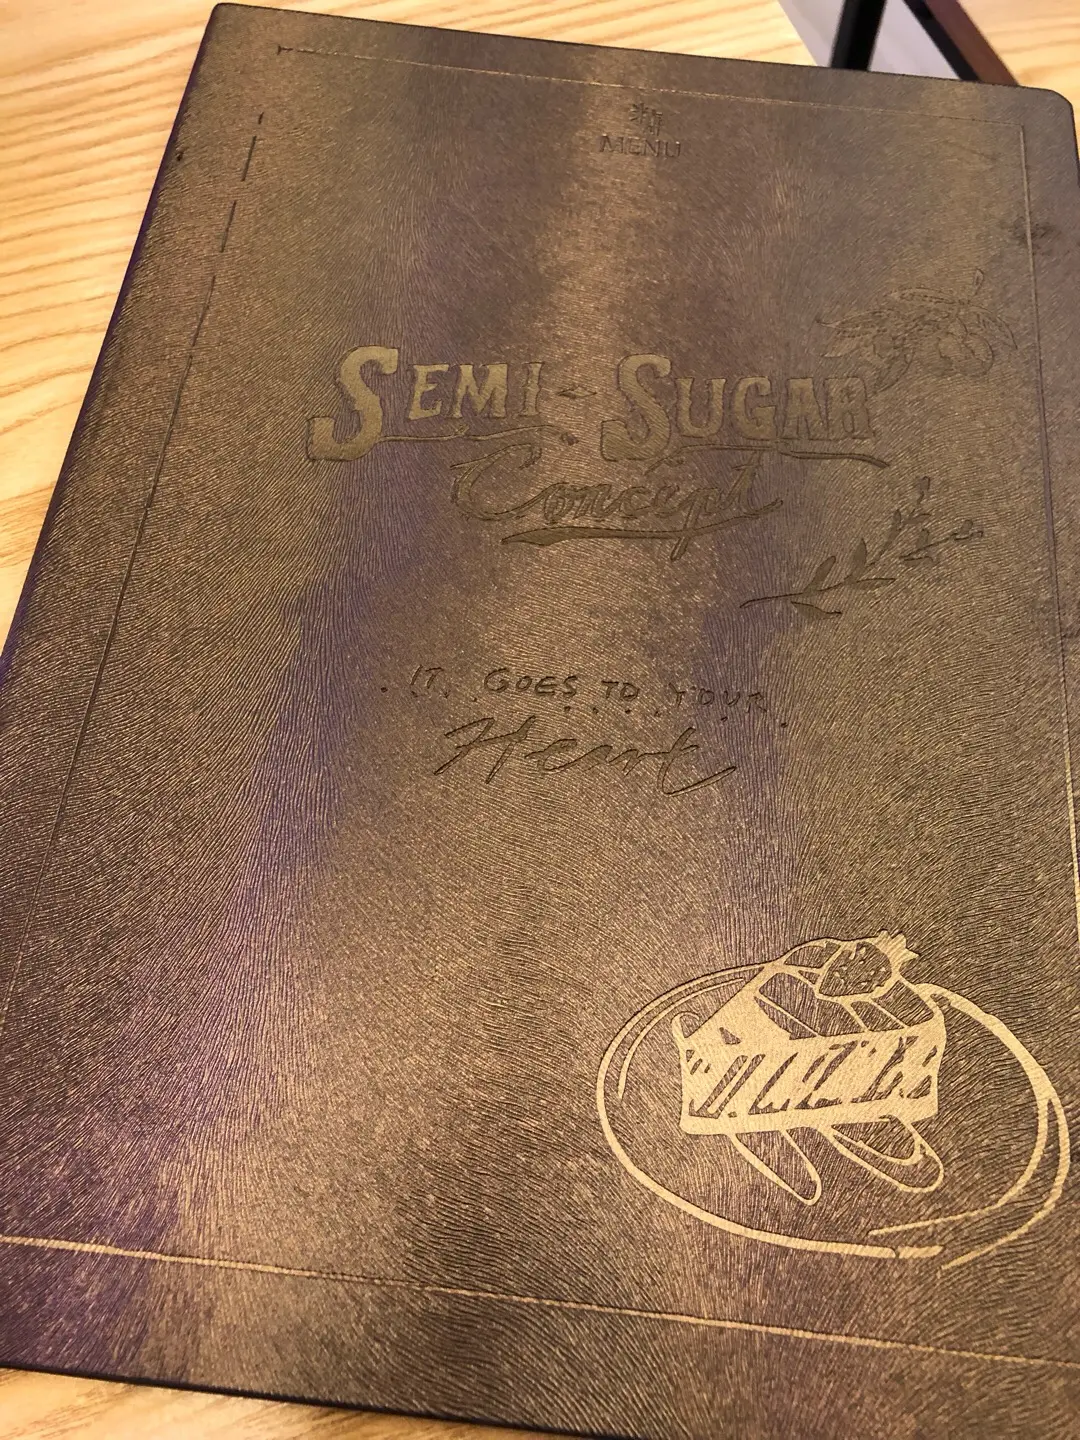 MENU
SEMI-SUGAR
Concept
IT GOES TO YOUR
Heart